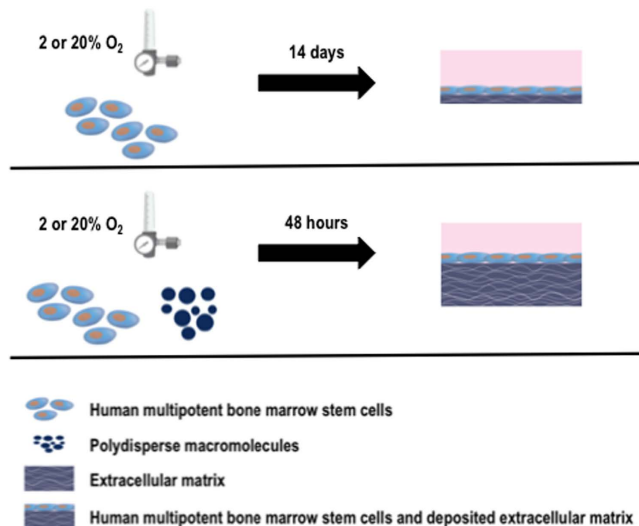 2 or 20% O₂
14 days
2 or 20% O₂
48 hours
Human multipotent bone marrow stem cells
Polydisperse macromolecules
Extracellular matrix
Human multipotent bone marrow stem cells and deposited extracellular matrix